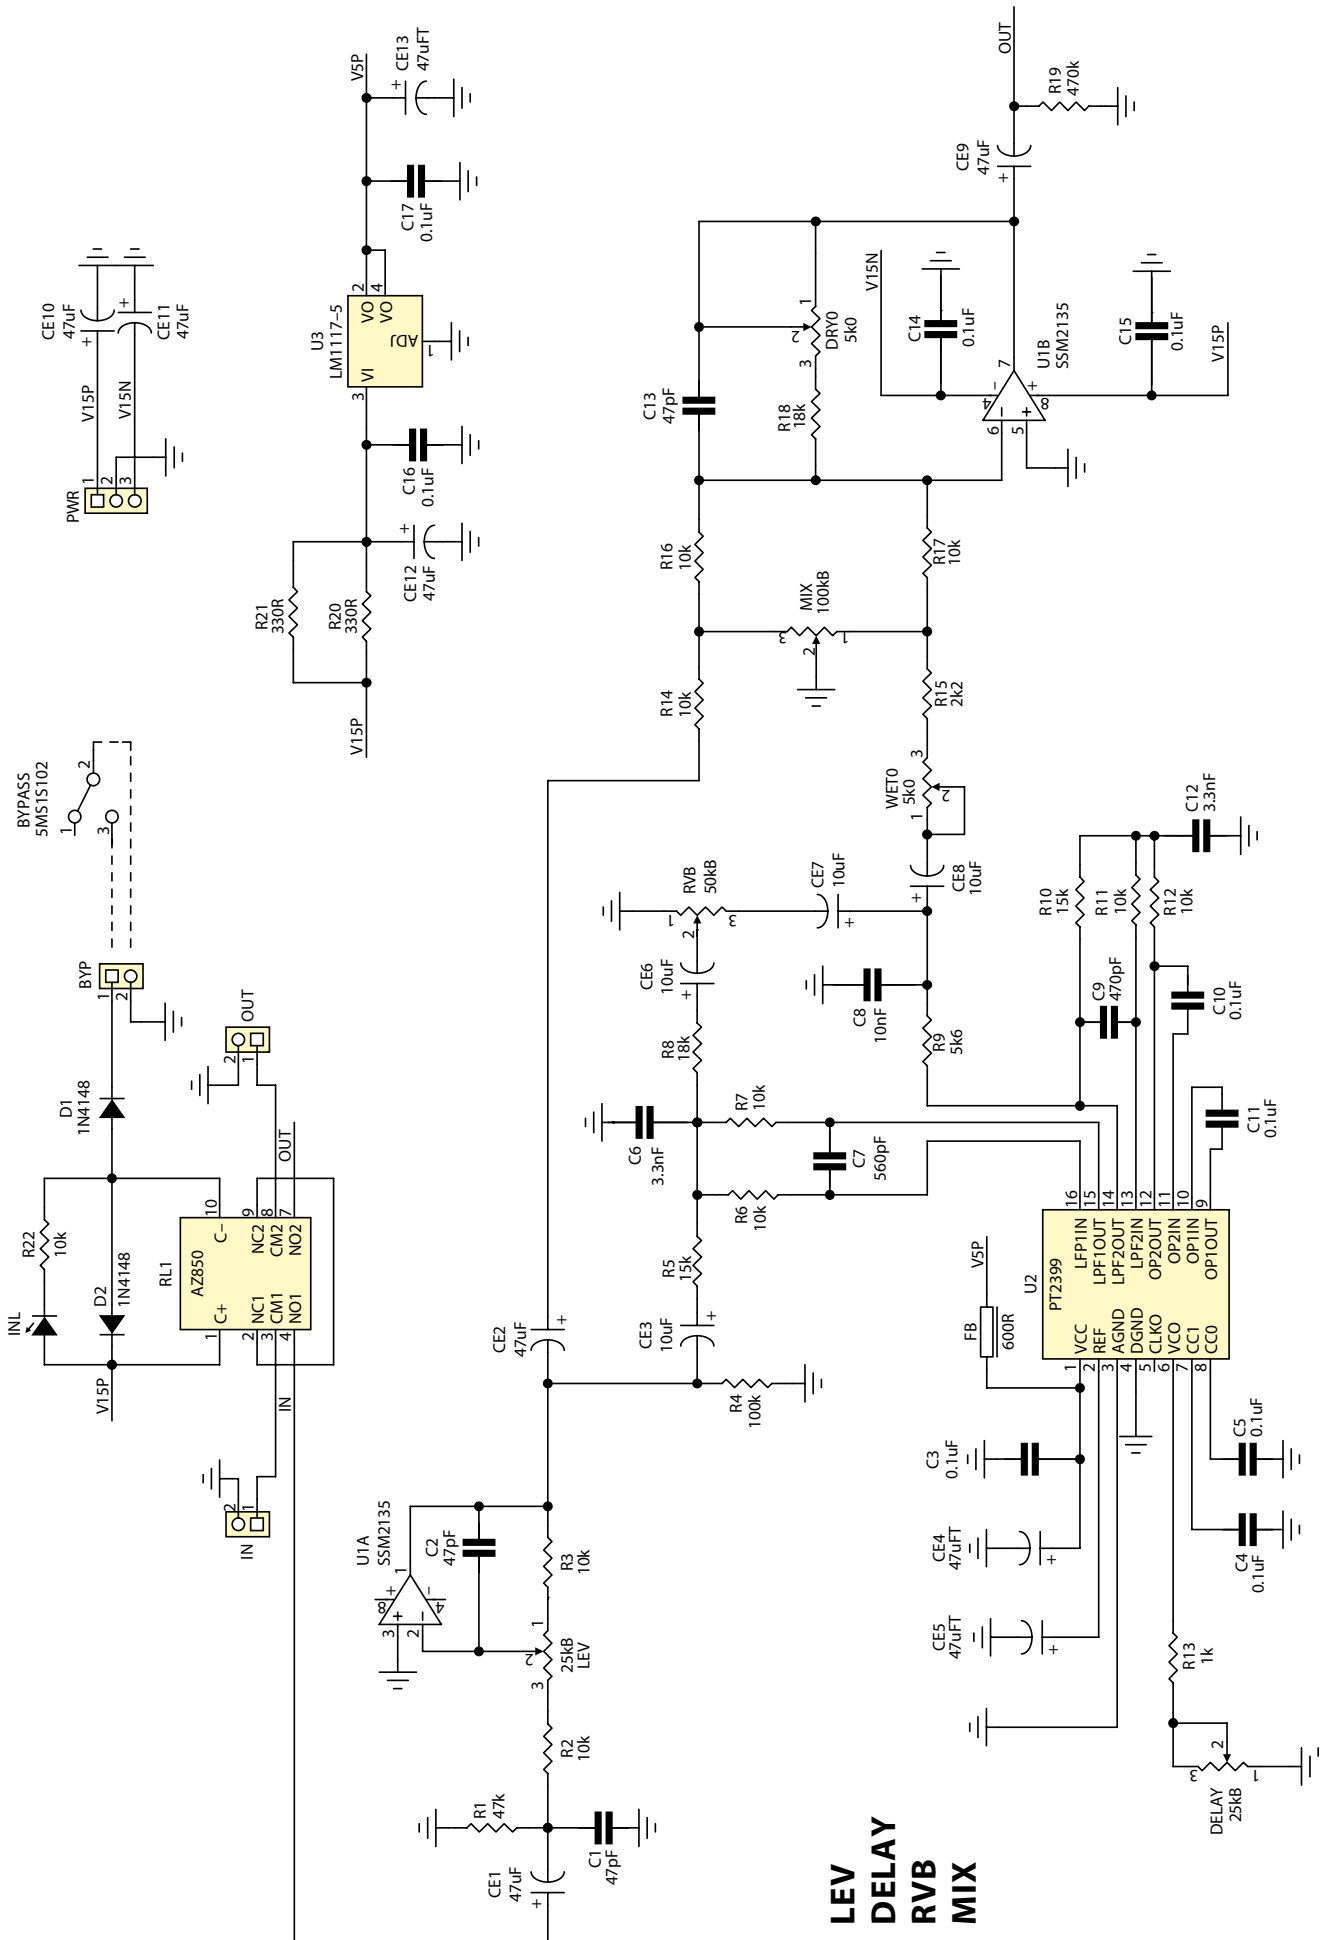 BYPASS
5MS1S102
1
2
3
BYP
1
2
D1
1N4148
R22
10k
INL
D2
1N4148
V15P
RL1
AZ850
1
C+
C-
10
2
NC1
NC2
9
3
CM1
CM2
8
4
NO1
NO2
7
OUT
1
2
OUT
IN
IN
1
2
PWR
1
2
3
V15P
V15N
CE10
47uF
+
CE11
47uF
+
V15P
R21
330R
R20
330R
CE12
47uF
+
C16
0.1uF
U3
LM1117-5
3
VI
VO
2
VO
4
ADJ
1
C17
0.1uF
V5P
CE13
47uFT
+
CE1
47uF
+
R1
47k
C1
47pF
R2
10k
3
2
1
25kB
LEV
R3
10k
C2
47pF
U1A
SSM2135
3
2
1
8
4
+
-
+
-
CE2
47uF
+
R4
100k
CE3
10uF
+
R5
15k
R6
10k
R7
10k
C6
3.3nF
C7
560pF
R8
18k
CE6
10uF
+
RVB
50kB
1
2
3
CE7
10uF
+
C8
10nF
R9
5k6
CE8
10uF
+
WET0
5k0
1
2
3
R15
2k2
R14
10k
MIX
100kB
3
2
1
R16
10k
R17
10k
C13
47pF
R18
18k
3
2
1
DRY0
5k0
V15N
C14
0.1uF
U1B
SSM2135
6
5
7
4
8
-
+
-
+
C15
0.1uF
V15P
CE9
47uF
+
R19
470k
OUT
V5P
FB
600R
C3
0.1uF
CE4
47uFT
+
CE5
47uFT
+
U2
PT2399
1
VCC
LFP1IN
16
2
REF
LPF1OUT
15
3
AGND
LPF2OUT
14
4
DGND
LPF2IN
13
5
CLKO
OP2OUT
12
6
VCO
OP2IN
11
7
CC1
OP1IN
10
8
CC0
OP1OUT
9
C4
0.1uF
C5
0.1uF
R13
1k
3
2
1
DELAY
25kB
C11
0.1uF
C10
0.1uF
C9
470pF
R10
15k
R11
10k
R12
10k
C12
3.3nF
LEV
DELAY
RVB
MIX